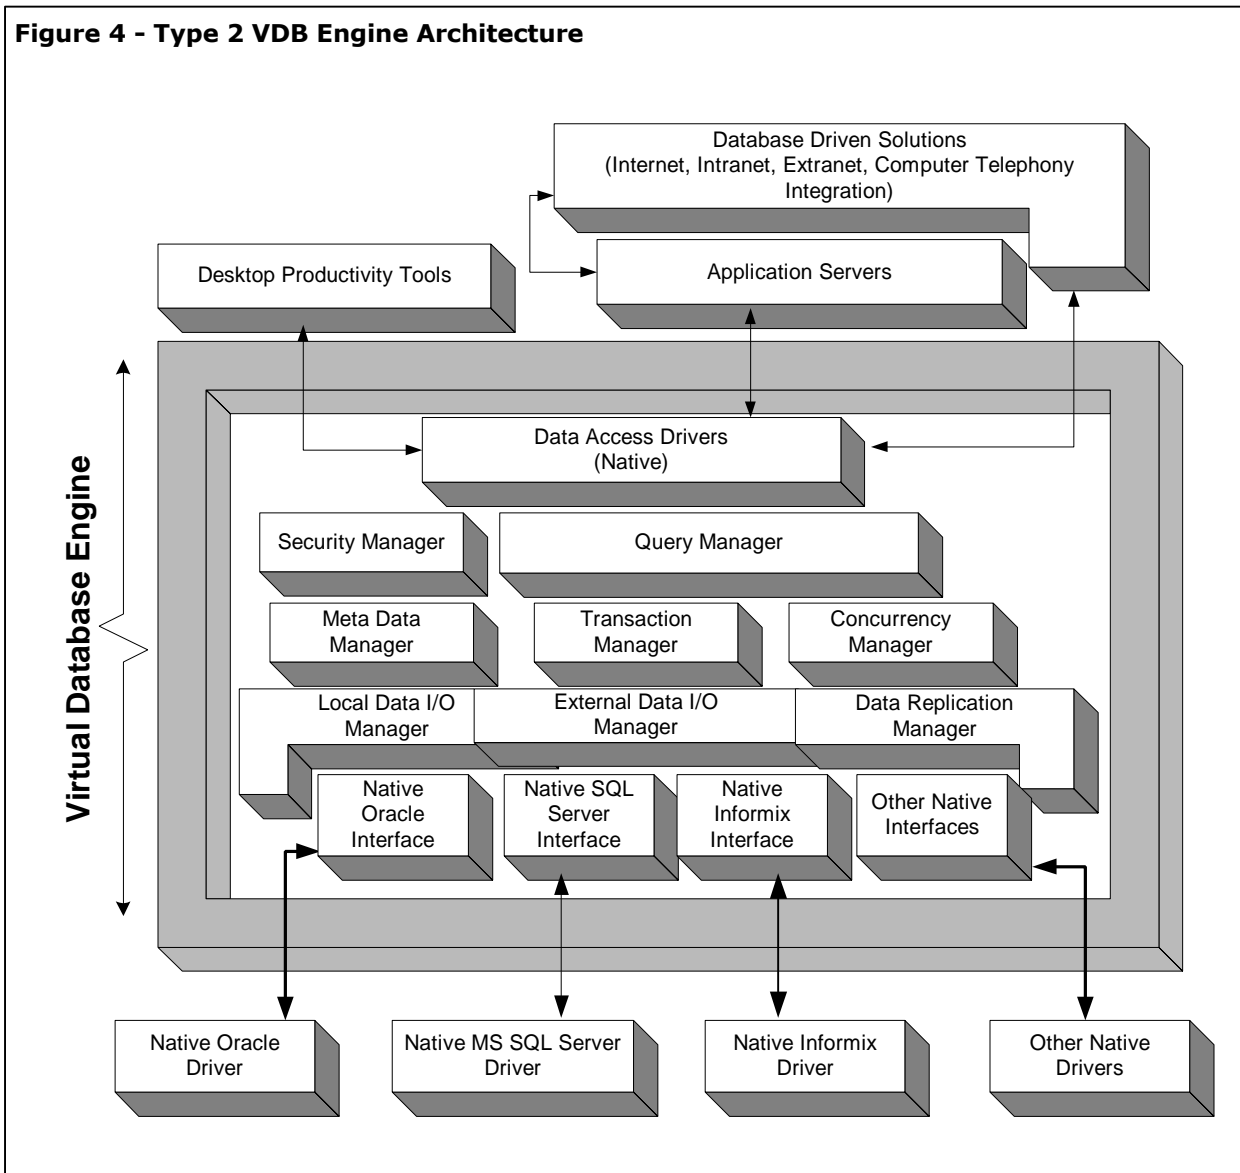 Figure 4 - Type 2 VDB Engine Architecture
Database Driven Solutions
(Internet, Intranet, Extranet, Computer Telephony
Integration)
Desktop Productivity Tools
Application Servers
Virtual Database Engine
Data Access Drivers
(Native)
Security Manager
Query Manager
Meta Data
Manager
Transaction
Manager
Concurrency
Manager
Local Data I/O
Manager
External Data I/O
Manager
Data Replication
Manager
Native
Oracle
Interface
Native SQL
Server
Interface
Native
Informix
Interface
Other Native
Interfaces
Native Oracle
Driver
Native MS SQL Server
Driver
Native Informix
Driver
Other Native
Drivers